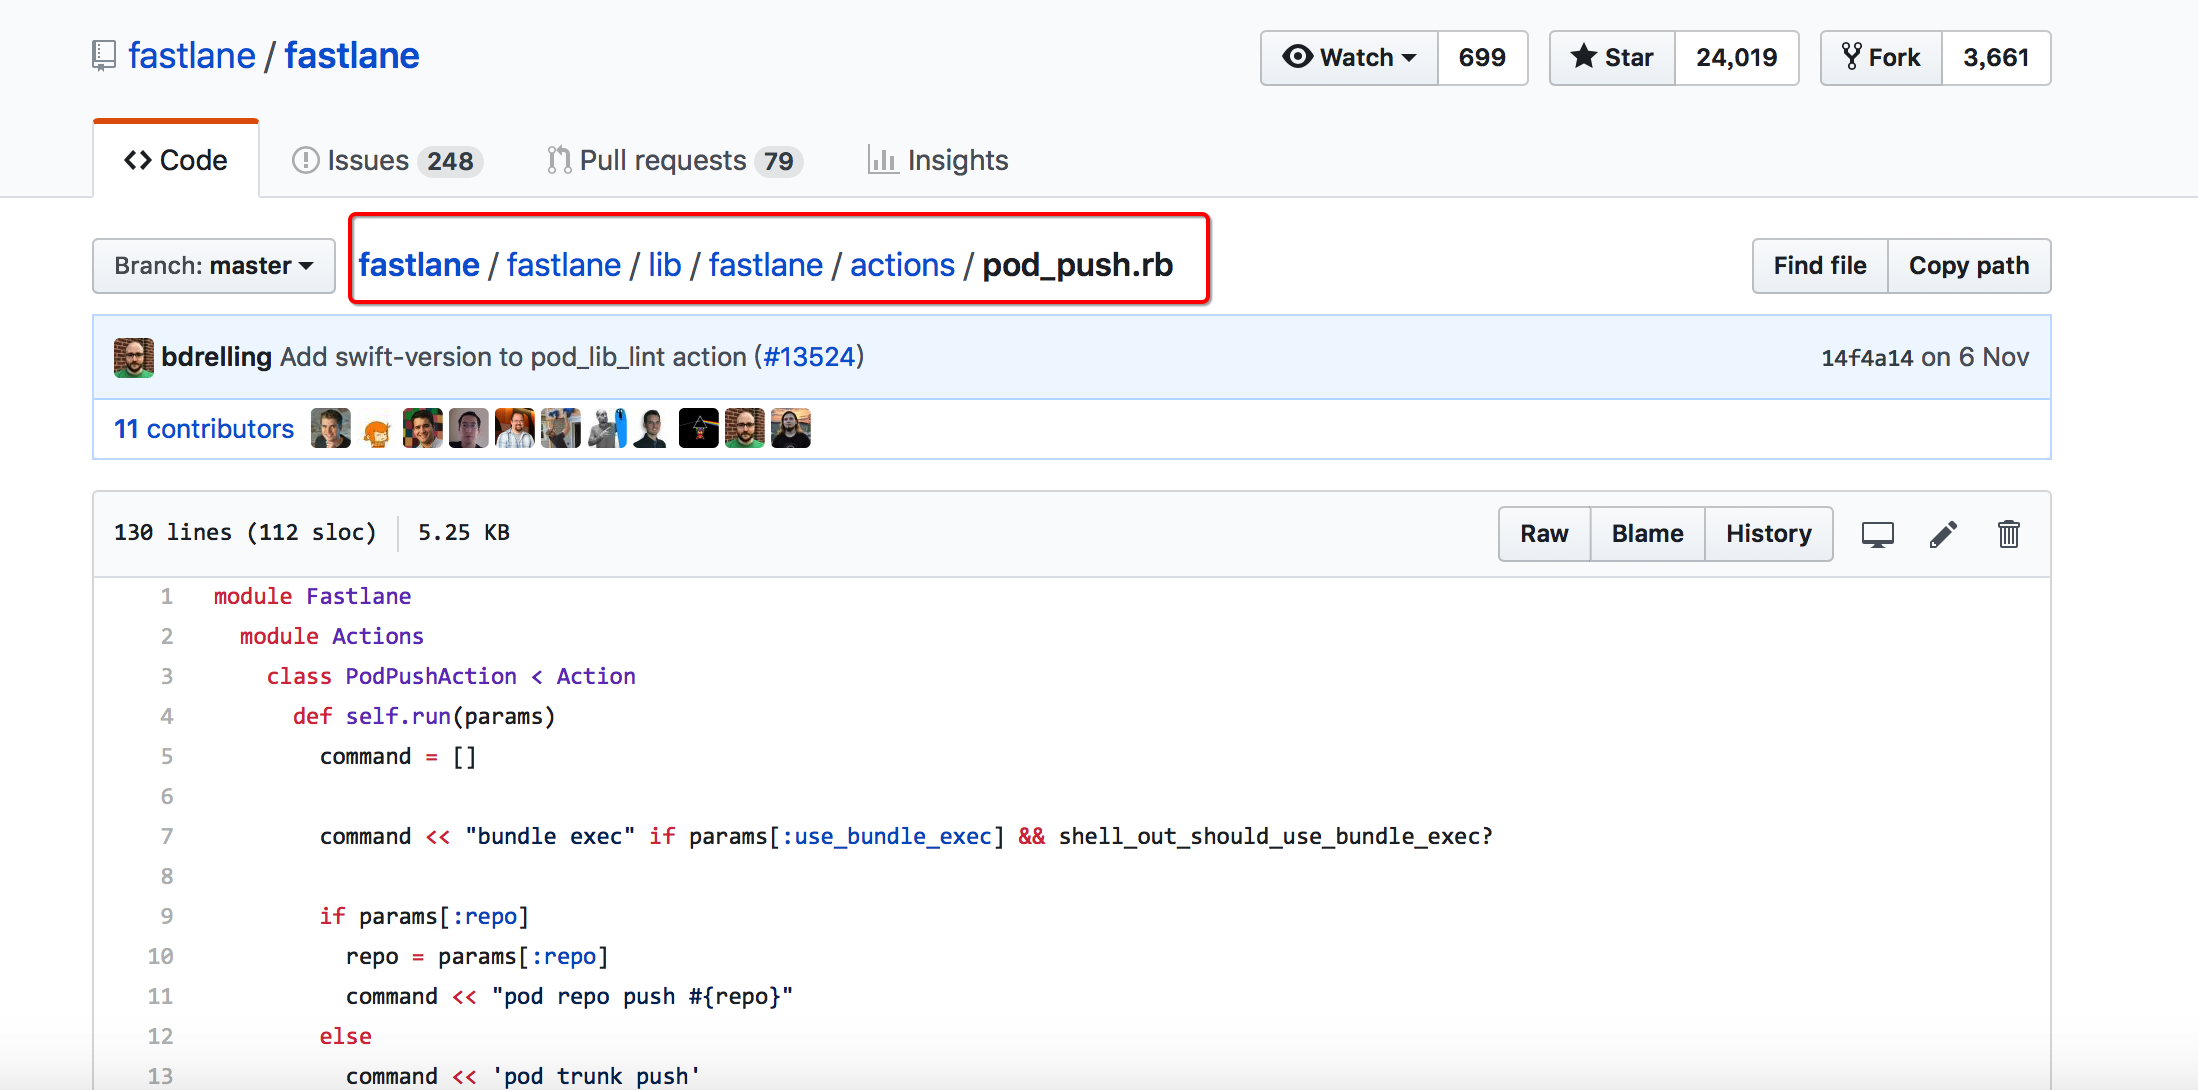 fastlane / fastlane
Watch 699 Star 24,019 Fork 3,661
Code Issues 248 Pull requests 79 Insights
Branch: master fastlane / fastlane / lib / fastlane / actions / pod_push.rb Find file Copy path
bdrelling Add swift-version to pod_lib_lint action (#13524) 14f4a14 on 6 Nov
11 contributors
130 lines (112 sloc) 5.25 KB Raw Blame History
1 module Fastlane
2 module Actions
3 class PodPushAction < Action
4 def self.run(params)
5 command = []
6
7 command << "bundle exec" if params[:use_bundle_exec] && shell_out_should_use_bundle_exec?
8
9 if params[:repo]
10 repo = params[:repo]
11 command << "pod repo push #{repo}"
12 else
13 command << 'pod trunk push'